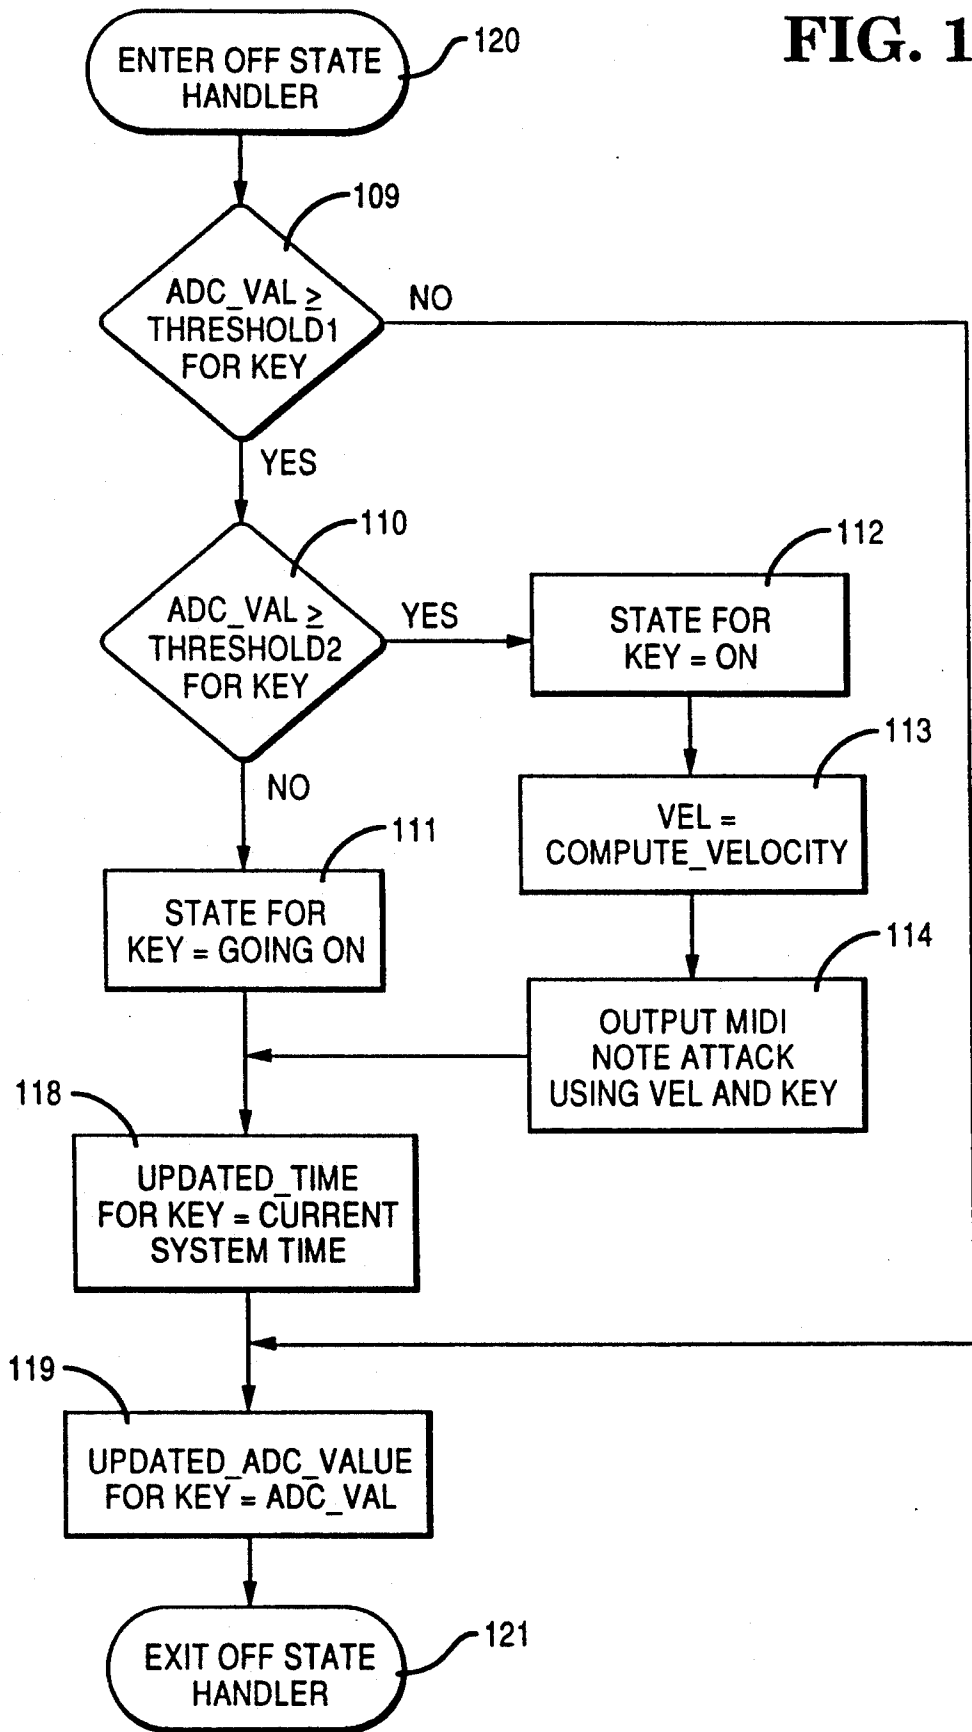 FIG. 1
120
ENTER OFF STATE
HANDLER
109
ADC_VAL ≥
THRESHOLD1
FOR KEY
NO
YES
110
ADC_VAL ≥
THRESHOLD2
FOR KEY
YES
NO
112
STATE FOR
KEY = ON
113
VEL =
COMPUTE_VELOCITY
111
STATE FOR
KEY = GOING ON
114
OUTPUT MIDI
NOTE ATTACK
USING VEL AND KEY
118
UPDATED_TIME
FOR KEY = CURRENT
SYSTEM TIME
119
UPDATED_ADC_VALUE
FOR KEY = ADC_VAL
121
EXIT OFF STATE
HANDLER